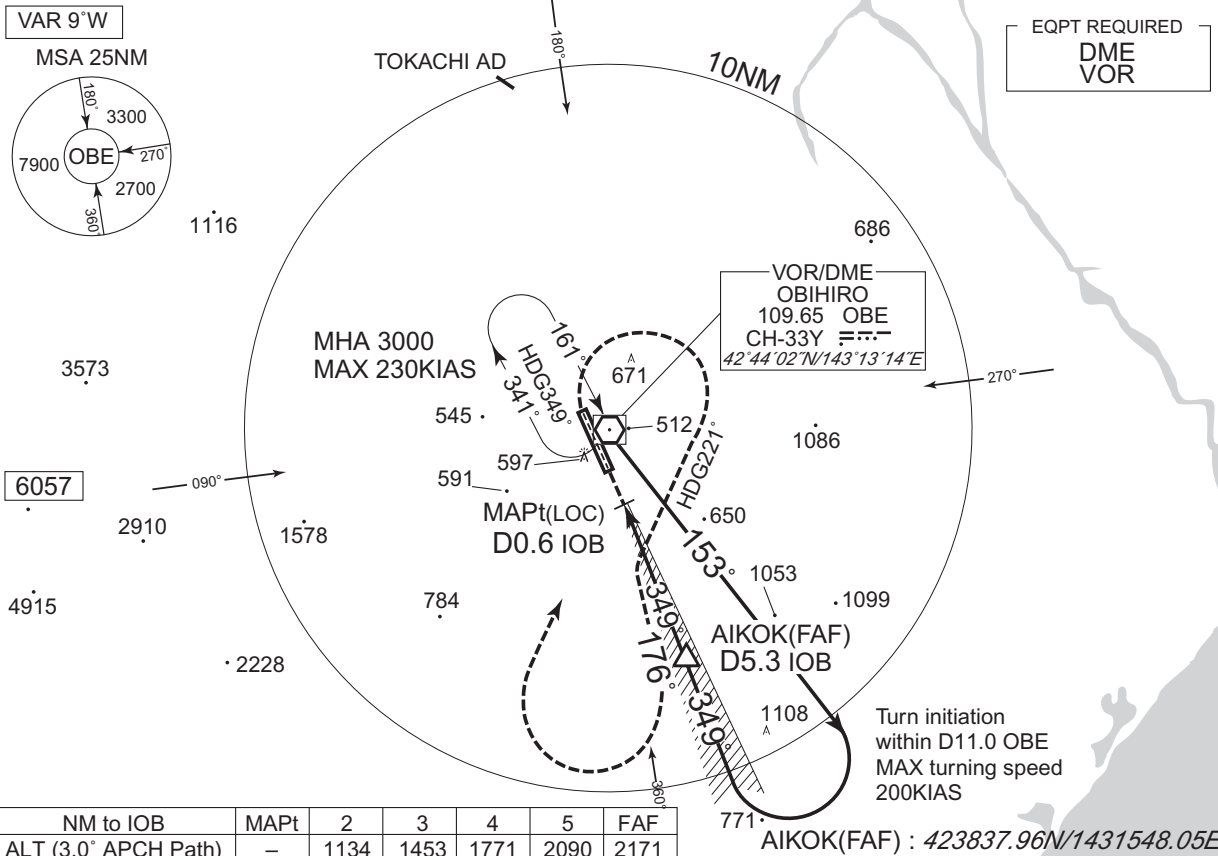 VAR 9˚W
MSA 25NM
180˚
3300
7900
OBE
270˚
2700
360˚
180˚
TOKACHI AD
10NM
EQPT REQUIRED
DME
VOR
1116
686
VOR/DME
OBIHIRO
109.65 OBE
CH-33Y
42˚44´02˝N/143˚13´14˝E
MHA 3000
MAX 230KIAS
161˚
HDG349˚
341˚
671
3573
270˚
545
512
1086
HDG221˚
597
6057
090˚
591
MAPt(LOC)
D0.6 IOB
650
2910
1578
153˚
1053
4915
784
349˚
1099
176˚
AIKOK(FAF)
D5.3 IOB
2228
349˚
1108
Turn initiation
within D11.0 OBE
MAX turning speed
200KIAS
360˚
771
NM to IOB MAPt 2 3 4 5 FAF
ALT (3.0˚ APCH Path) – 1134 1453 1771 2090 2171
AIKOK(FAF) : 423837.96N/1431548.05E